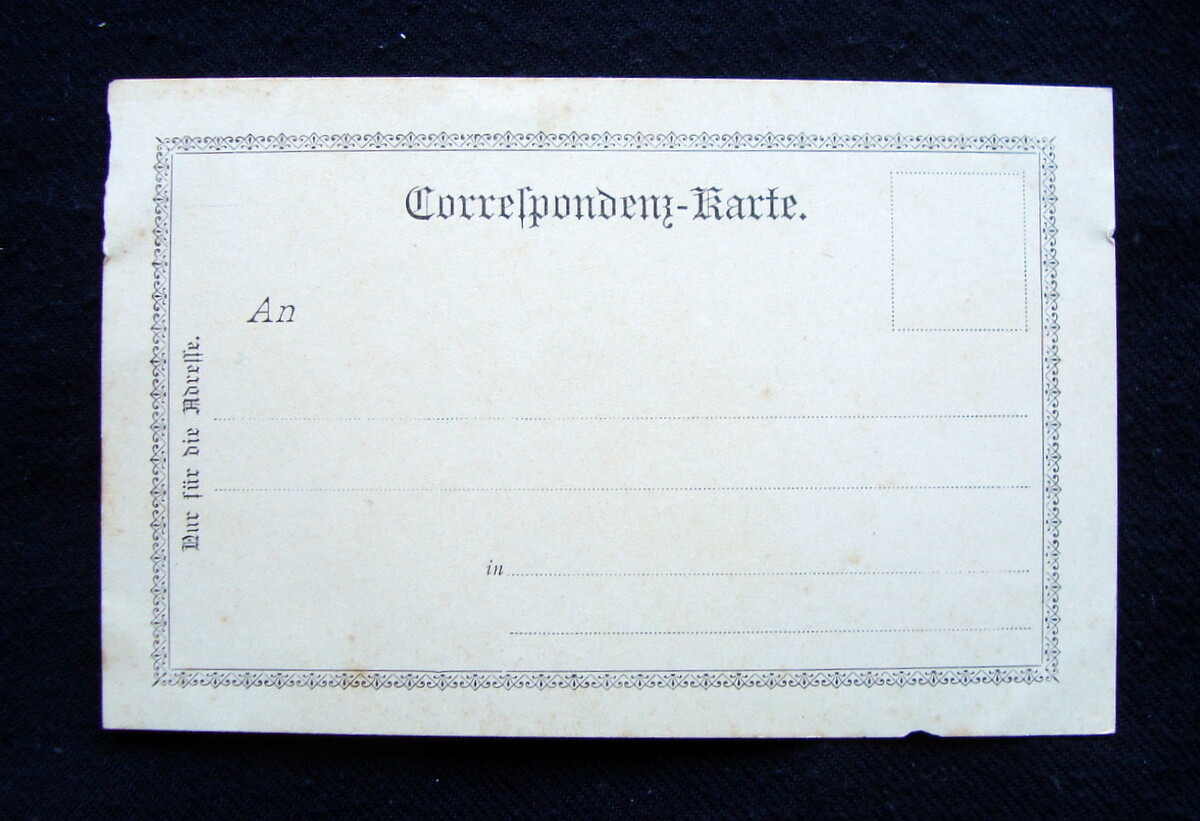 Correſpondenz-Karte.
An
Nur für die Adreſſe.
in